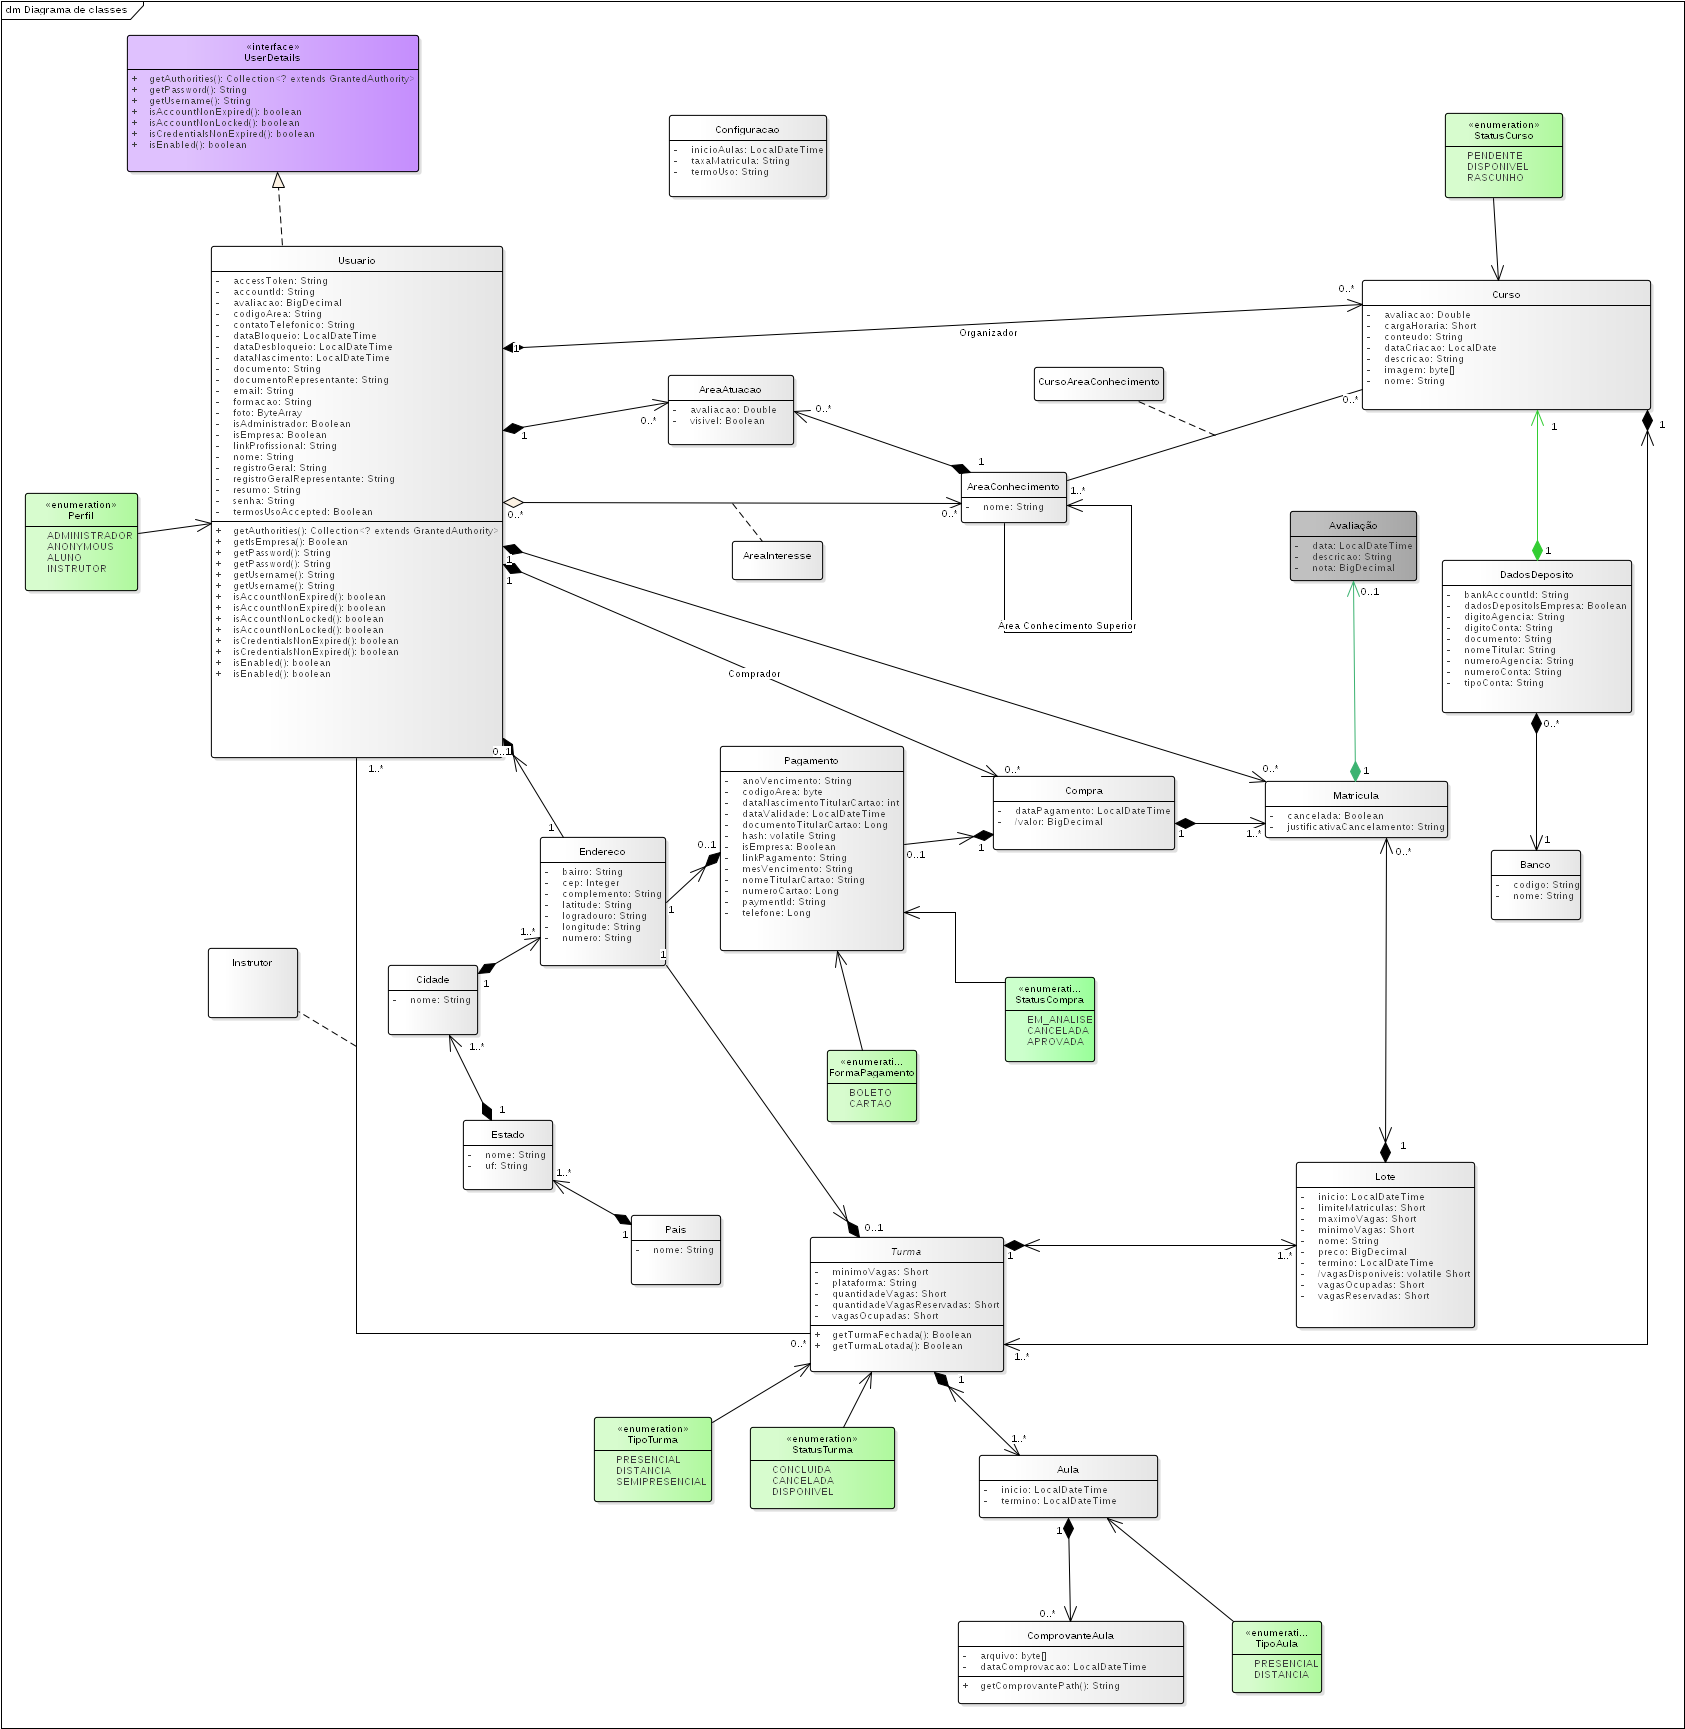 dm Diagrama de classes
«interface»
UserDetails
+ getAuthorities(): Collection<? extends GrantedAuthority>
+ getPassword(): String
+ getUsername(): String
+ isAccountNonExpired(): boolean
+ isAccountNonLocked(): boolean
+ isCredentialsNonExpired(): boolean
+ isEnabled(): boolean
Configuracao
- inicioAulas: LocalDateTime
- taxaMatricula: String
- termoUso: String
«enumeration»
StatusCurso
PENDENTE
DISPONIVEL
RASCUNHO
Usuario
- accessToken: String
- accountId: String
- avaliacao: BigDecimal
- codigoArea: String
- contatoTelefonico: String
- dataBloqueio: LocalDateTime
- dataDesbloqueio: LocalDateTime
- dataNascimento: LocalDateTime
- documento: String
- documentoRepresentante: String
- email: String
- formacao: String
- foto: ByteArray
- isAdministrador: Boolean
- isEmpresa: Boolean
- linkProfissional: String
- nome: String
- registroGeral: String
- registroGeralRepresentante: String
- resumo: String
- senha: String
- termosUsoAccepted: Boolean
+ getAuthorities(): Collection<? extends GrantedAuthority>
+ getIsEmpresa(): Boolean
+ getPassword(): String
+ getPassword(): String
+ getUsername(): String
+ getUsername(): String
+ isAccountNonExpired(): boolean
+ isAccountNonExpired(): boolean
+ isAccountNonLocked(): boolean
+ isAccountNonLocked(): boolean
+ isCredentialsNonExpired(): boolean
+ isCredentialsNonExpired(): boolean
+ isEnabled(): boolean
+ isEnabled(): boolean
«enumeration»
Perfil
ADMINISTRADOR
ANONYMOUS
ALUNO
INSTRUTOR
1
Organizador
0..*
Curso
- avaliacao: Double
- cargaHoraria: Short
- conteudo: String
- dataCriacao: LocalDate
- descricao: String
- imagem: byte[]
- nome: String
1
0..*
AreaAtuacao
- avaliacao: Double
- visivel: Boolean
0..*
1
CursoAreaConhecimento
0..*
1..*
AreaConhecimento
- nome: String
0..*
0..*
AreaInteresse
Area Conhecimento Superior
1
1
1
1
Avaliação
- data: LocalDateTime
- descricao: String
- nota: BigDecimal
0..1
1
DadosDeposito
- bankAccountId: String
- dadosDepositoIsEmpresa: Boolean
- digitoAgencia: String
- digitoConta: String
- documento: String
- nomeTitular: String
- numeroAgencia: String
- numeroConta: String
- tipoConta: String
0..*
1
Banco
- codigo: String
- nome: String
Comprador
0..*
0..*
1
Compra
- dataPagamento: LocalDateTime
- /valor: BigDecimal
1
1..*
Matricula
- cancelada: Boolean
- justificativaCancelamento: String
0..*
1
Pagamento
- anoVencimento: String
- codigoArea: byte
- dataNascimentoTitularCartao: int
- dataValidade: LocalDateTime
- documentoTitularCartao: Long
- hash: volatile String
- isEmpresa: Boolean
- linkPagamento: String
- mesVencimento: String
- nomeTitularCartao: String
- numeroCartao: Long
- paymentId: String
- telefone: Long
0..1
1
0..1
1
0..1
1
1..*
Endereco
- bairro: String
- cep: Integer
- complemento: String
- latitude: String
- logradouro: String
- longitude: String
- numero: String
1..*
1
1
Cidade
- nome: String
1..*
1
Estado
- nome: String
- uf: String
1..*
1
Pais
- nome: String
Instrutor
«enumerati...
StatusCompra
EM_ANALISE
CANCELADA
APROVADA
«enumerati...
FormaPagamento
BOLETO
CARTAO
Lote
- inicio: LocalDateTime
- limiteMatriculas: Short
- maximoVagas: Short
- minimoVagas: Short
- nome: String
- preco: BigDecimal
- termino: LocalDateTime
- /vagasDisponiveis: volatile Short
- vagasOcupadas: Short
- vagasReservadas: Short
0..1
Turma
- minimoVagas: Short
- plataforma: String
- quantidadeVagas: Short
- quantidadeVagasReservadas: Short
- vagasOcupadas: Short
+ getTurmaFechada(): Boolean
+ getTurmaLotada(): Boolean
1
1..*
0..*
1..*
1
1..*
«enumeration»
TipoTurma
PRESENCIAL
DISTANCIA
SEMIPRESENCIAL
«enumeration»
StatusTurma
CONCLUIDA
CANCELADA
DISPONIVEL
Aula
- inicio: LocalDateTime
- termino: LocalDateTime
1
0..*
ComprovanteAula
- arquivo: byte[]
- dataComprovacao: LocalDateTime
+ getComprovantePath(): String
«enumerati...
TipoAula
PRESENCIAL
DISTANCIA